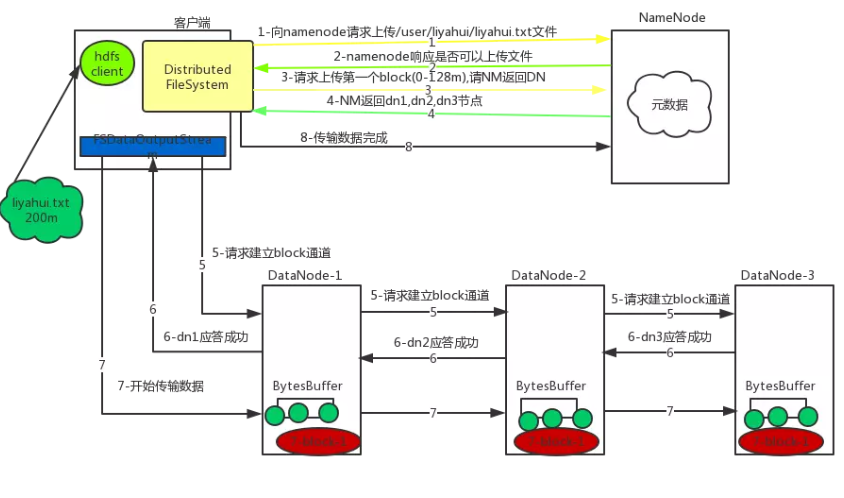 客户端
NameNode
1-向namenode请求上传/user/liyahui/liyahui.txt文件
1
hdfs
client
Distributed
FileSystem
2-namenode响应是否可以上传文件
2
3-请求上传第一个block(0-128m),请NM返回DN
3
4-NM返回dn1,dn2,dn3节点
4
元数据
8-传输数据完成
8
FSDataOutputStrea
m
liyahui.txt
200m
5-请求建立block通道
5
DataNode-1
DataNode-2
DataNode-3
5-请求建立block通道
5
5-请求建立block通道
5
6
6-dn1应答成功
6-dn2应答成功
6
6-dn3应答成功
6
7
7-开始传输数据
BytesBuffer
BytesBuffer
BytesBuffer
7
7
block-1
block-1
block-1